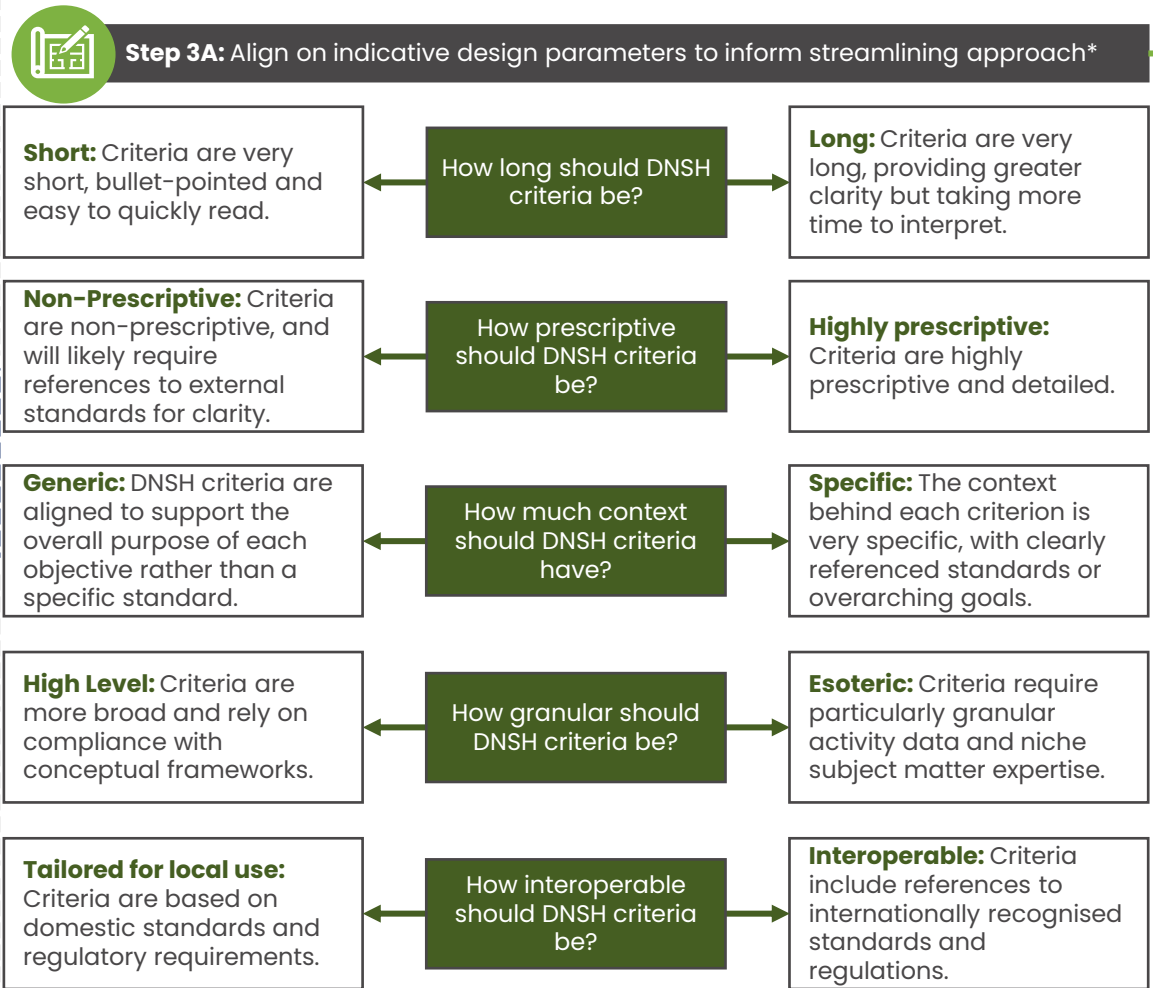 Step 3A: Align on indicative design parameters to inform streamlining approach*
Short: Criteria are very
short, bullet-pointed and
easy to quickly read.
How long should DNSH
criteria be?
Long: Criteria are very
long, providing greater
clarity but taking more
time to interpret.
Non-Prescriptive: Criteria
are non-prescriptive, and
will likely require
references to external
standards for clarity.
How prescriptive
should DNSH criteria
be?
Highly prescriptive:
Criteria are highly
prescriptive and detailed.
Generic: DNSH criteria are
aligned to support the
overall purpose of each
objective rather than a
specific standard.
How much context
should DNSH criteria
have?
Specific: The context
behind each criterion is
very specific, with clearly
referenced standards or
overarching goals.
High Level: Criteria are
more broad and rely on
compliance with
conceptual frameworks.
How granular should
DNSH criteria be?
Esoteric: Criteria require
particularly granular
activity data and niche
subject matter expertise.
Tailored for local use:
Criteria are based on
domestic standards and
regulatory requirements.
How interoperable
should DNSH criteria
be?
Interoperable: Criteria
include references to
internationally recognised
standards and
regulations.